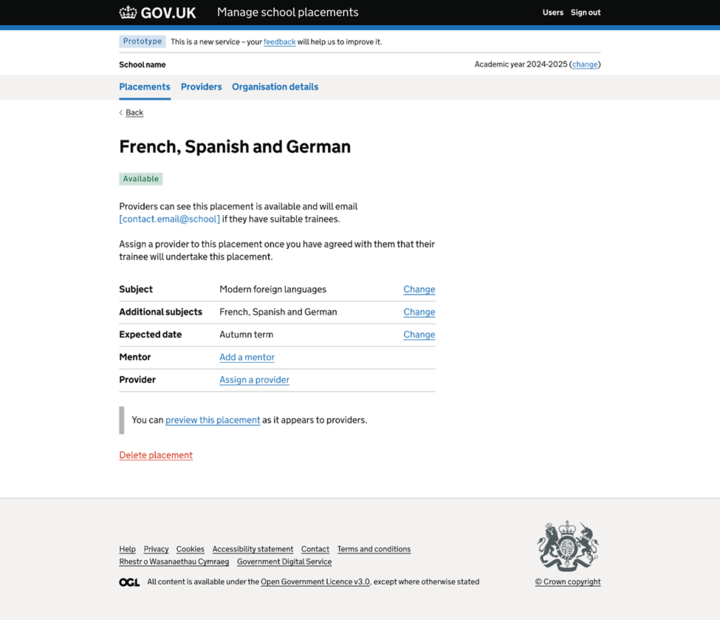 GOV.UK Manage school placements Users Sign out
Prototype This is a new service – your feedback will help us to improve it.
School name Academic year 2024-2025 (change)
Placements Providers Organisation details
Back
French, Spanish and German
Available
Providers can see this placement is available and will email
[contact.email@school] if they have suitable trainees.
Assign a provider to this placement once you have agreed with them that their
trainee will undertake this placement.
Subject Modern foreign languages Change
Additional subjects French, Spanish and German Change
Expected date Autumn term Change
Mentor Add a mentor
Provider Assign a provider
You can preview this placement as it appears to providers.
Delete placement
Help Privacy Cookies Accessibility statement Contact Terms and conditions
Rhestr o Wasanaethau Cymraeg Government Digital Service
OGL All content is available under the Open Government Licence v3.0, except where otherwise stated
© Crown copyright